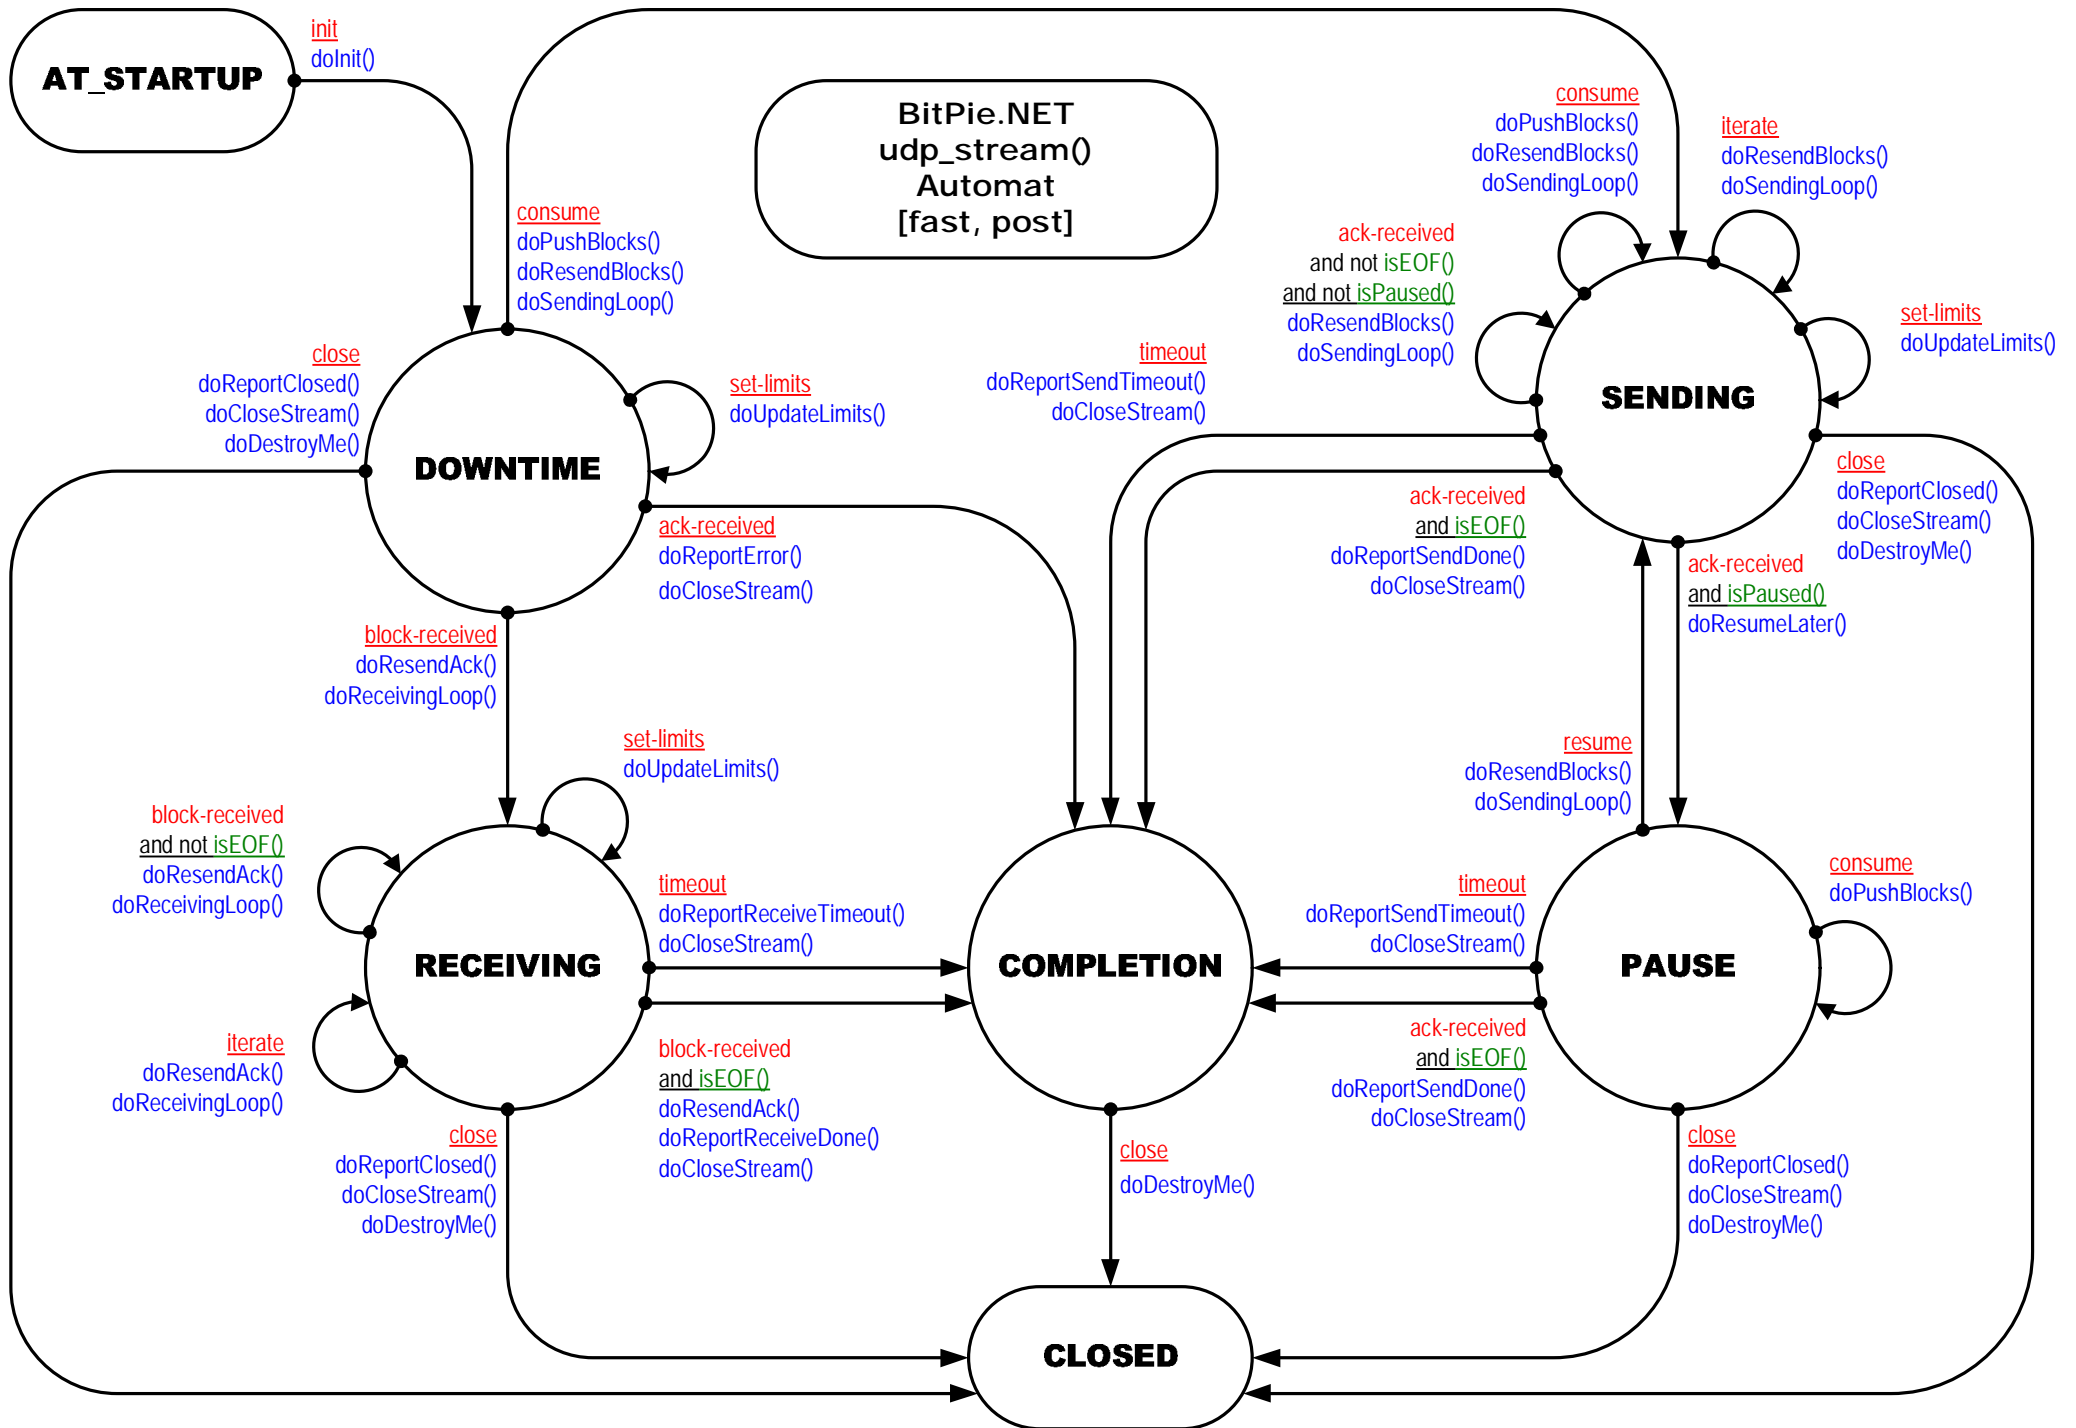 init
doInit()
AT_STARTUP
BitPie.NET
udp_stream()
Automat
[fast, post]
consume
doPushBlocks()
doResendBlocks()
doSendingLoop()
iterate
doResendBlocks()
doSendingLoop()
consume
doPushBlocks()
doResendBlocks()
doSendingLoop()
ack-received
and not isEOF()
and not isPaused()
doResendBlocks()
doSendingLoop()
set-limits
doUpdateLimits()
close
doReportClosed()
doCloseStream()
doDestroyMe()
set-limits
doUpdateLimits()
timeout
doReportSendTimeout()
doCloseStream()
SENDING
DOWNTIME
close
doReportClosed()
doCloseStream()
doDestroyMe()
ack-received
doReportError()
doCloseStream()
ack-received
and isEOF()
doReportSendDone()
doCloseStream()
ack-received
and isPaused()
doResumeLater()
block-received
doResendAck()
doReceivingLoop()
set-limits
doUpdateLimits()
resume
doResendBlocks()
doSendingLoop()
block-received
and not isEOF()
doResendAck()
doReceivingLoop()
timeout
doReportReceiveTimeout()
doCloseStream()
timeout
doReportSendTimeout()
doCloseStream()
consume
doPushBlocks()
RECEIVING
COMPLETION
PAUSE
iterate
doResendAck()
doReceivingLoop()
block-received
and isEOF()
doResendAck()
doReportReceiveDone()
doCloseStream()
ack-received
and isEOF()
doReportSendDone()
doCloseStream()
close
doReportClosed()
doCloseStream()
doDestroyMe()
close
doDestroyMe()
close
doReportClosed()
doCloseStream()
doDestroyMe()
CLOSED